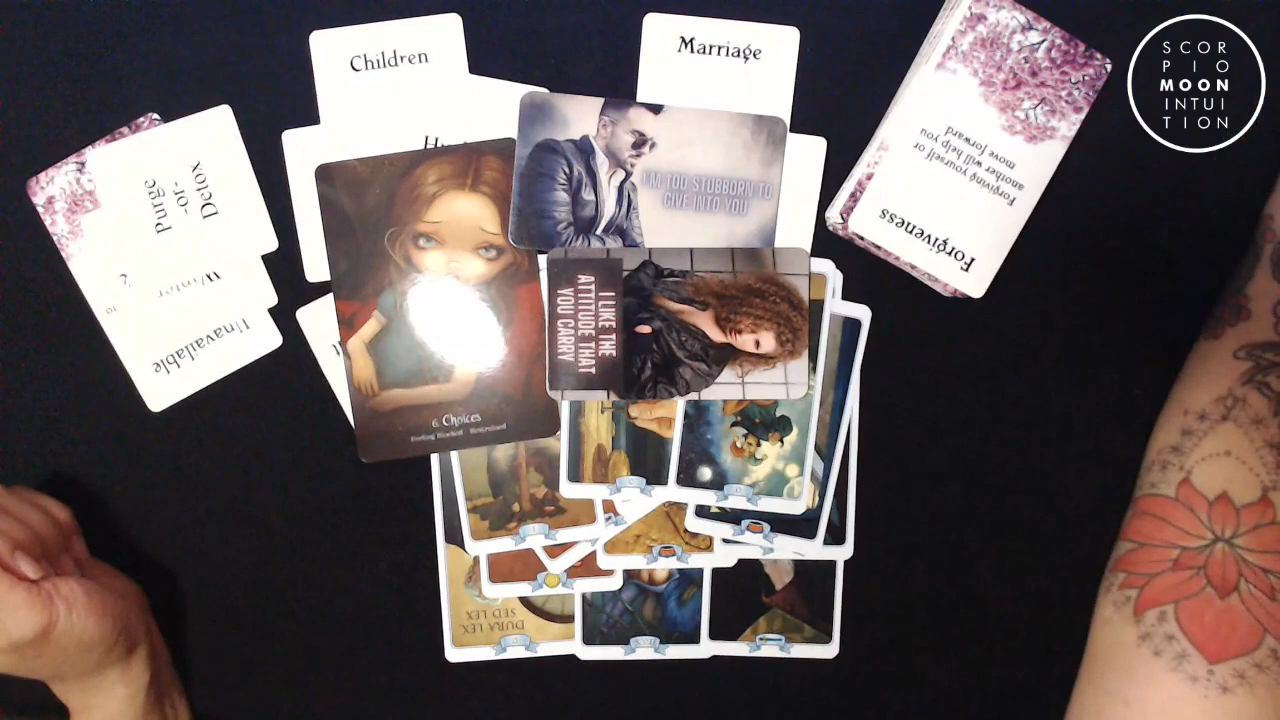 Children
Marriage
SCOR
PIO
MOON
INTUI
TION
Purge
-or-
Detox
Winter
Unavailable
I'M TOO STUBBORN TO
GIVE INTO YOU
Forgiveness
Forgiving yourself or
another will help you
move forward
I LIKE THE
ATTITUDE THAT
YOU CARRY
6. Choices
DURA LEX
SED LEX